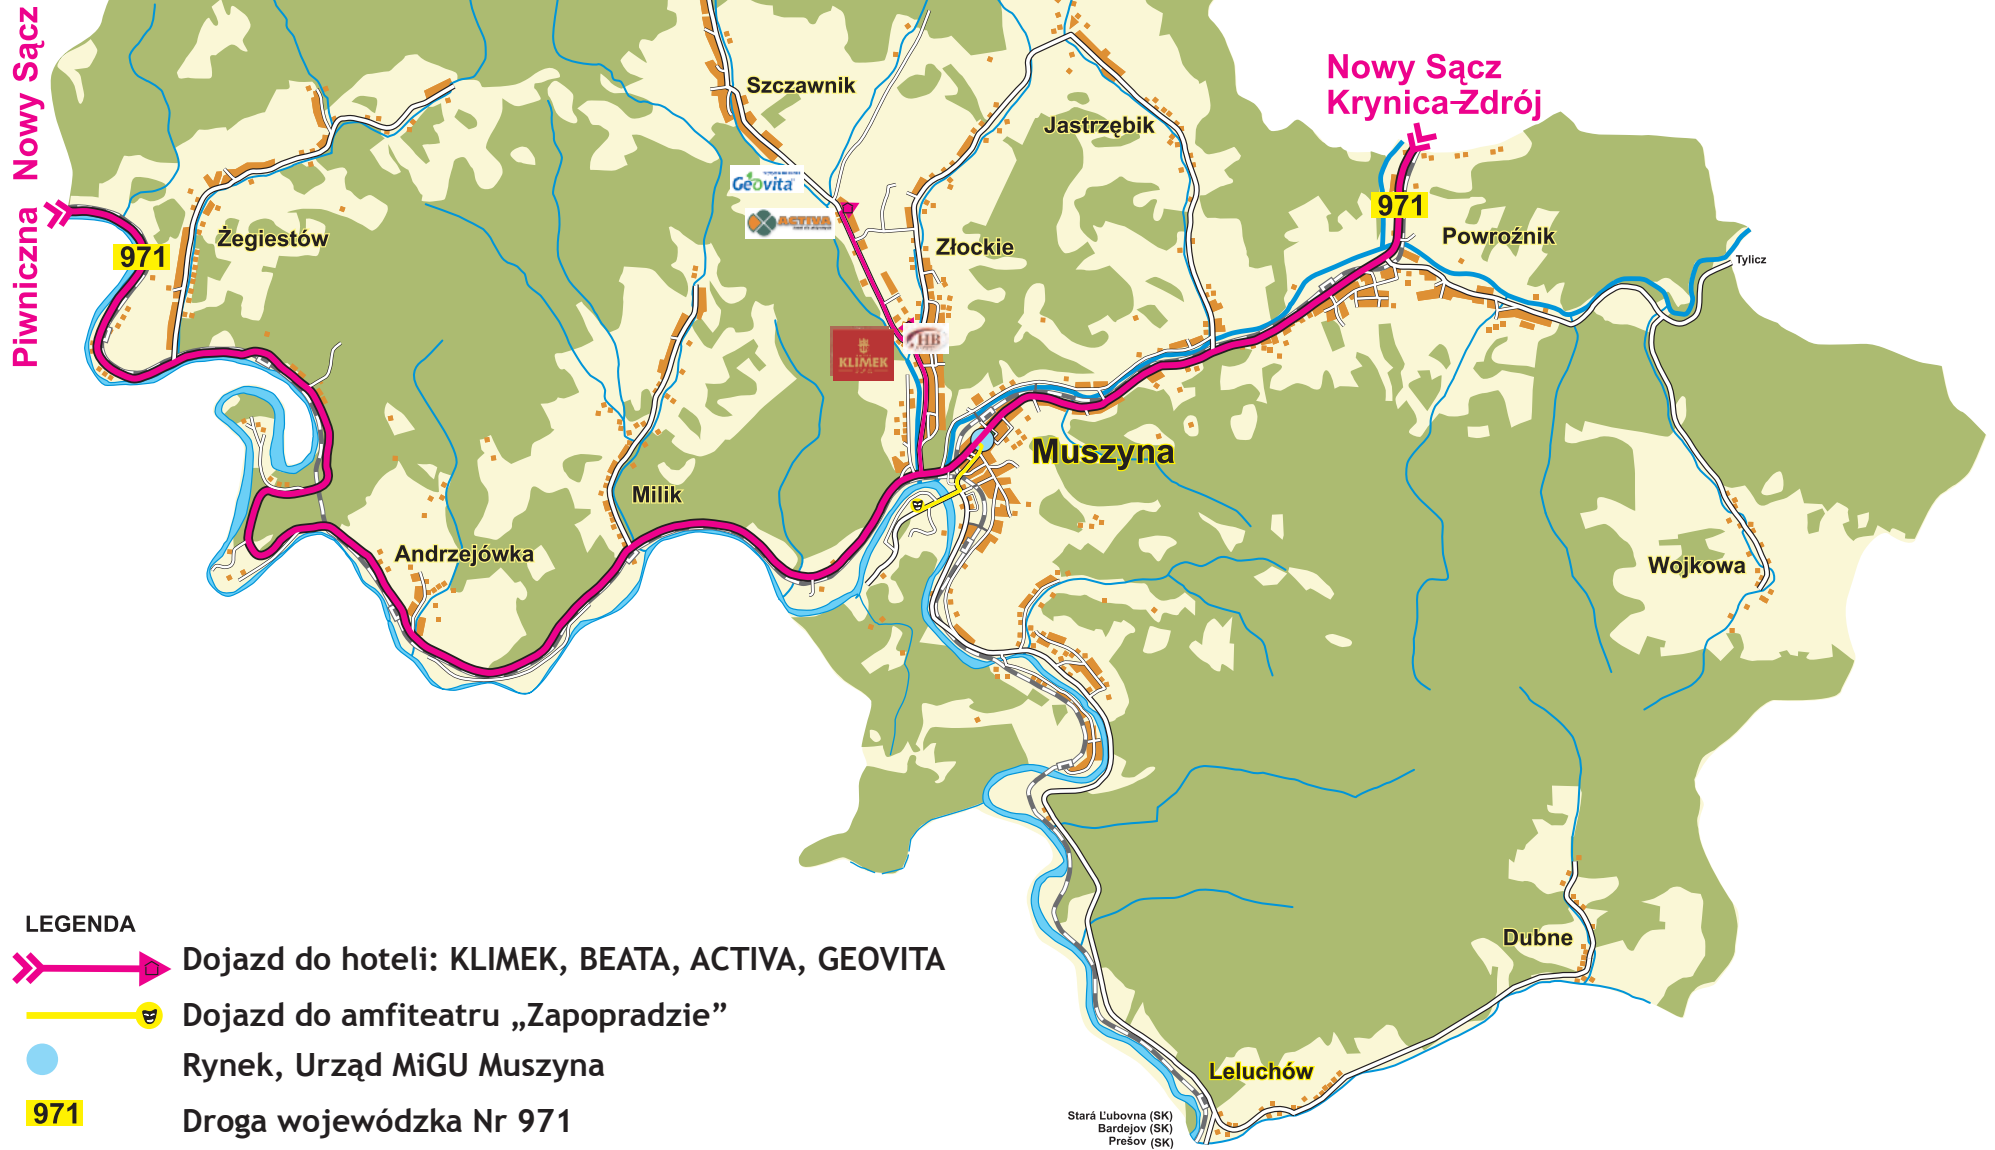 Piwniczna   Nowy Sącz
Nowy Sącz
Krynica-Zdrój
Szczawnik
Jastrzębik
Geovita
ACTIVA
971
Powroźnik
Żegiestów
Złockie
971
Tylicz
HB
KLIMEK
Muszyna
Milik
Andrzejówka
Wojkowa
Dubne
Leluchów
Stará Ľubovna (SK)
Bardejov (SK)
Prešov (SK)
LEGENDA
Dojazd do hoteli: KLIMEK, BEATA, ACTIVA, GEOVITA
Dojazd do amfiteatru „Zapopradzie”
Rynek, Urząd MiGU Muszyna
971
Droga wojewódzka Nr 971